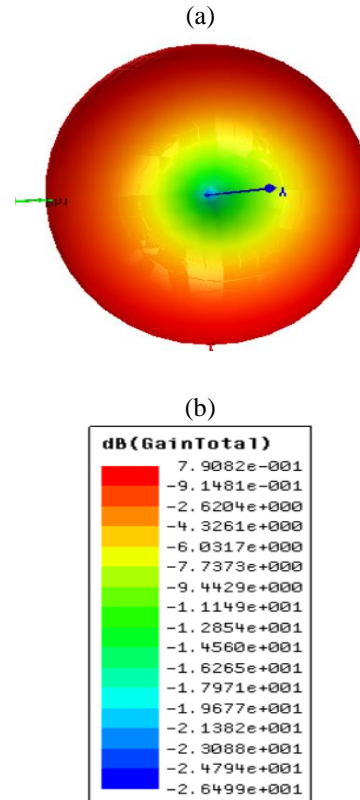 (a)
(b)
dB(GainTotal)
7.9082e-001
-9.1481e-001
-2.6204e+000
-4.3261e+000
-6.0317e+000
-7.7373e+000
-9.4429e+000
-1.1149e+001
-1.2854e+001
-1.4560e+001
-1.6265e+001
-1.7971e+001
-1.9677e+001
-2.1382e+001
-2.3088e+001
-2.4794e+001
-2.6499e+001